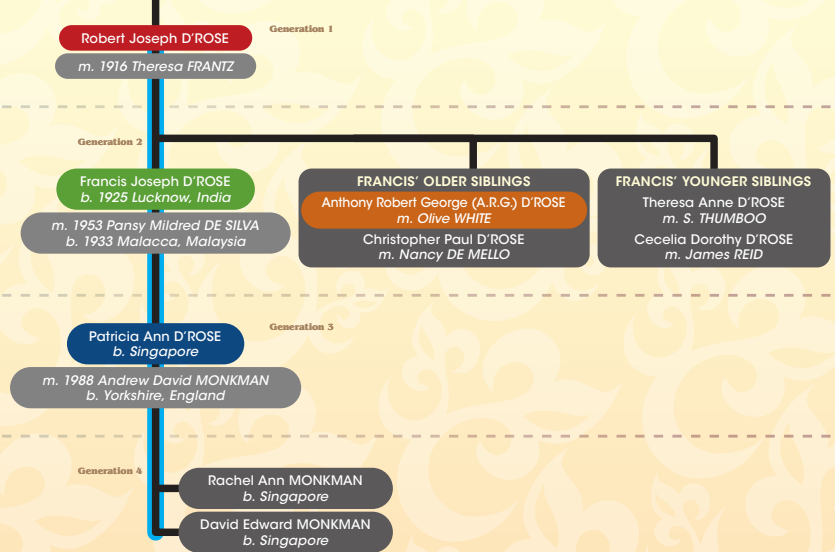 Generation 1
Robert Joseph D'ROSE
m. 1916 Theresa FRANTZ
Generation 2
Francis Joseph D'ROSE
b. 1925 Lucknow, India
m. 1953 Pansy Mildred DE SILVA
b. 1933 Malacca, Malaysia
FRANCIS' OLDER SIBLINGS
Anthony Robert George (A.R.G.) D'ROSE
m. Olive WHITE
Christopher Paul D'ROSE
m. Nancy DE MELLO
FRANCIS' YOUNGER SIBLINGS
Theresa Anne D'ROSE
m. S. THUMBOO
Cecelia Dorothy D'ROSE
m. James REID
Generation 3
Patricia Ann D'ROSE
b. Singapore
m. 1988 Andrew David MONKMAN
b. Yorkshire, England
Generation 4
Rachel Ann MONKMAN
b. Singapore
David Edward MONKMAN
b. Singapore